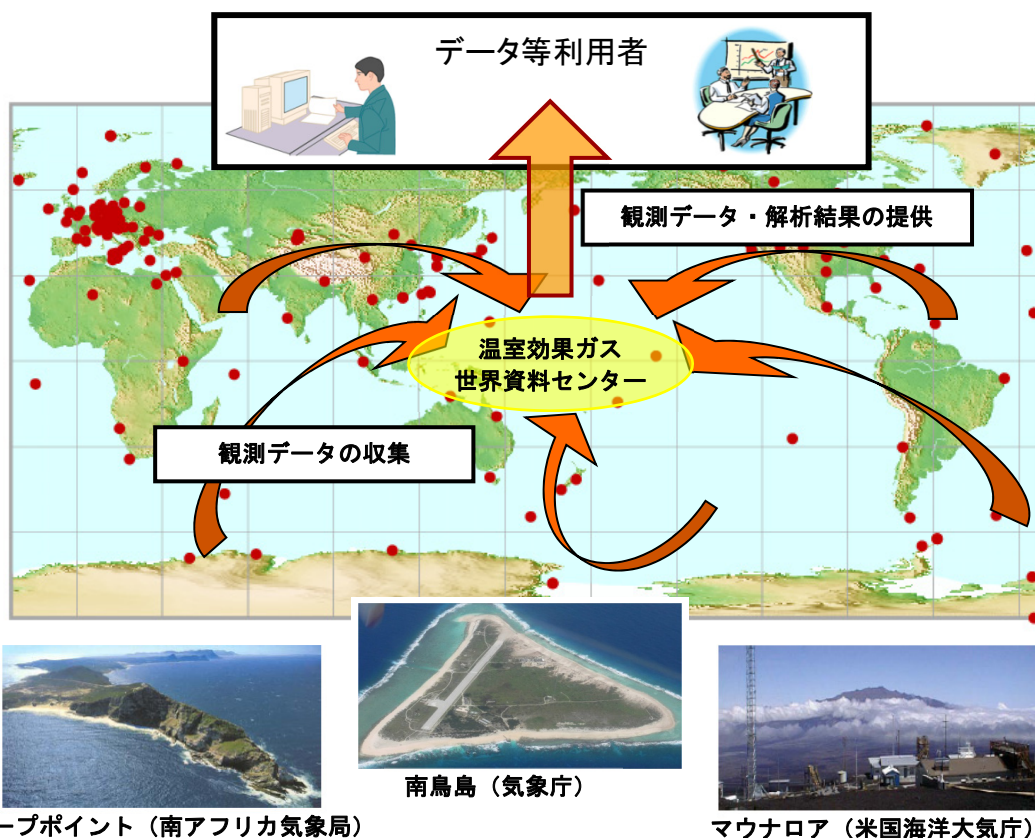 データ等利用者
観測データ・解析結果の提供
温室効果ガス
世界資料センター
観測データの収集
南鳥島（気象庁）
ープポイント（南アフリカ気象局）
マウナロア（米国海洋大気庁）